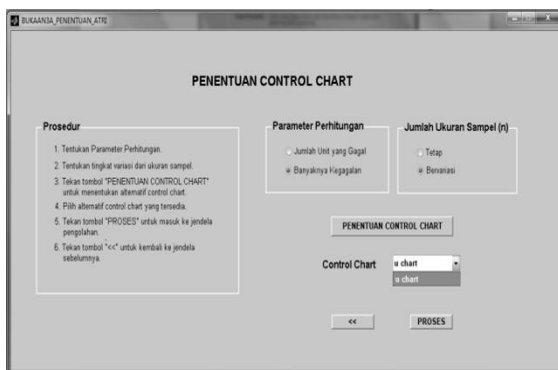 BUKAAN3A_PENENTUAN_ATRI
PENENTUAN CONTROL CHART
Prosedur
1. Tentukan Parameter Perhitungan.
2. Tentukan tingkat variasi dari ukuran sampel.
3. Tekan tombol "PENENTUAN CONTROL CHART"
untuk menentukan alternatif control chart.
4. Pilih alternatif control chart yang tersedia.
5. Tekan tombol "PROSES" untuk masuk ke jendela
pengolahan.
6. Tekan tombol "<<" untuk kembali ke jendela
sebelumnya.
Parameter Perhitungan
Jumlah Unit yang Gagal
Banyaknya Kegagalan
Jumlah Ukuran Sampel (n)
Tetap
Bervariasi
PENENTUAN CONTROL CHART
Control Chart
u chart
u chart
<<
PROSES